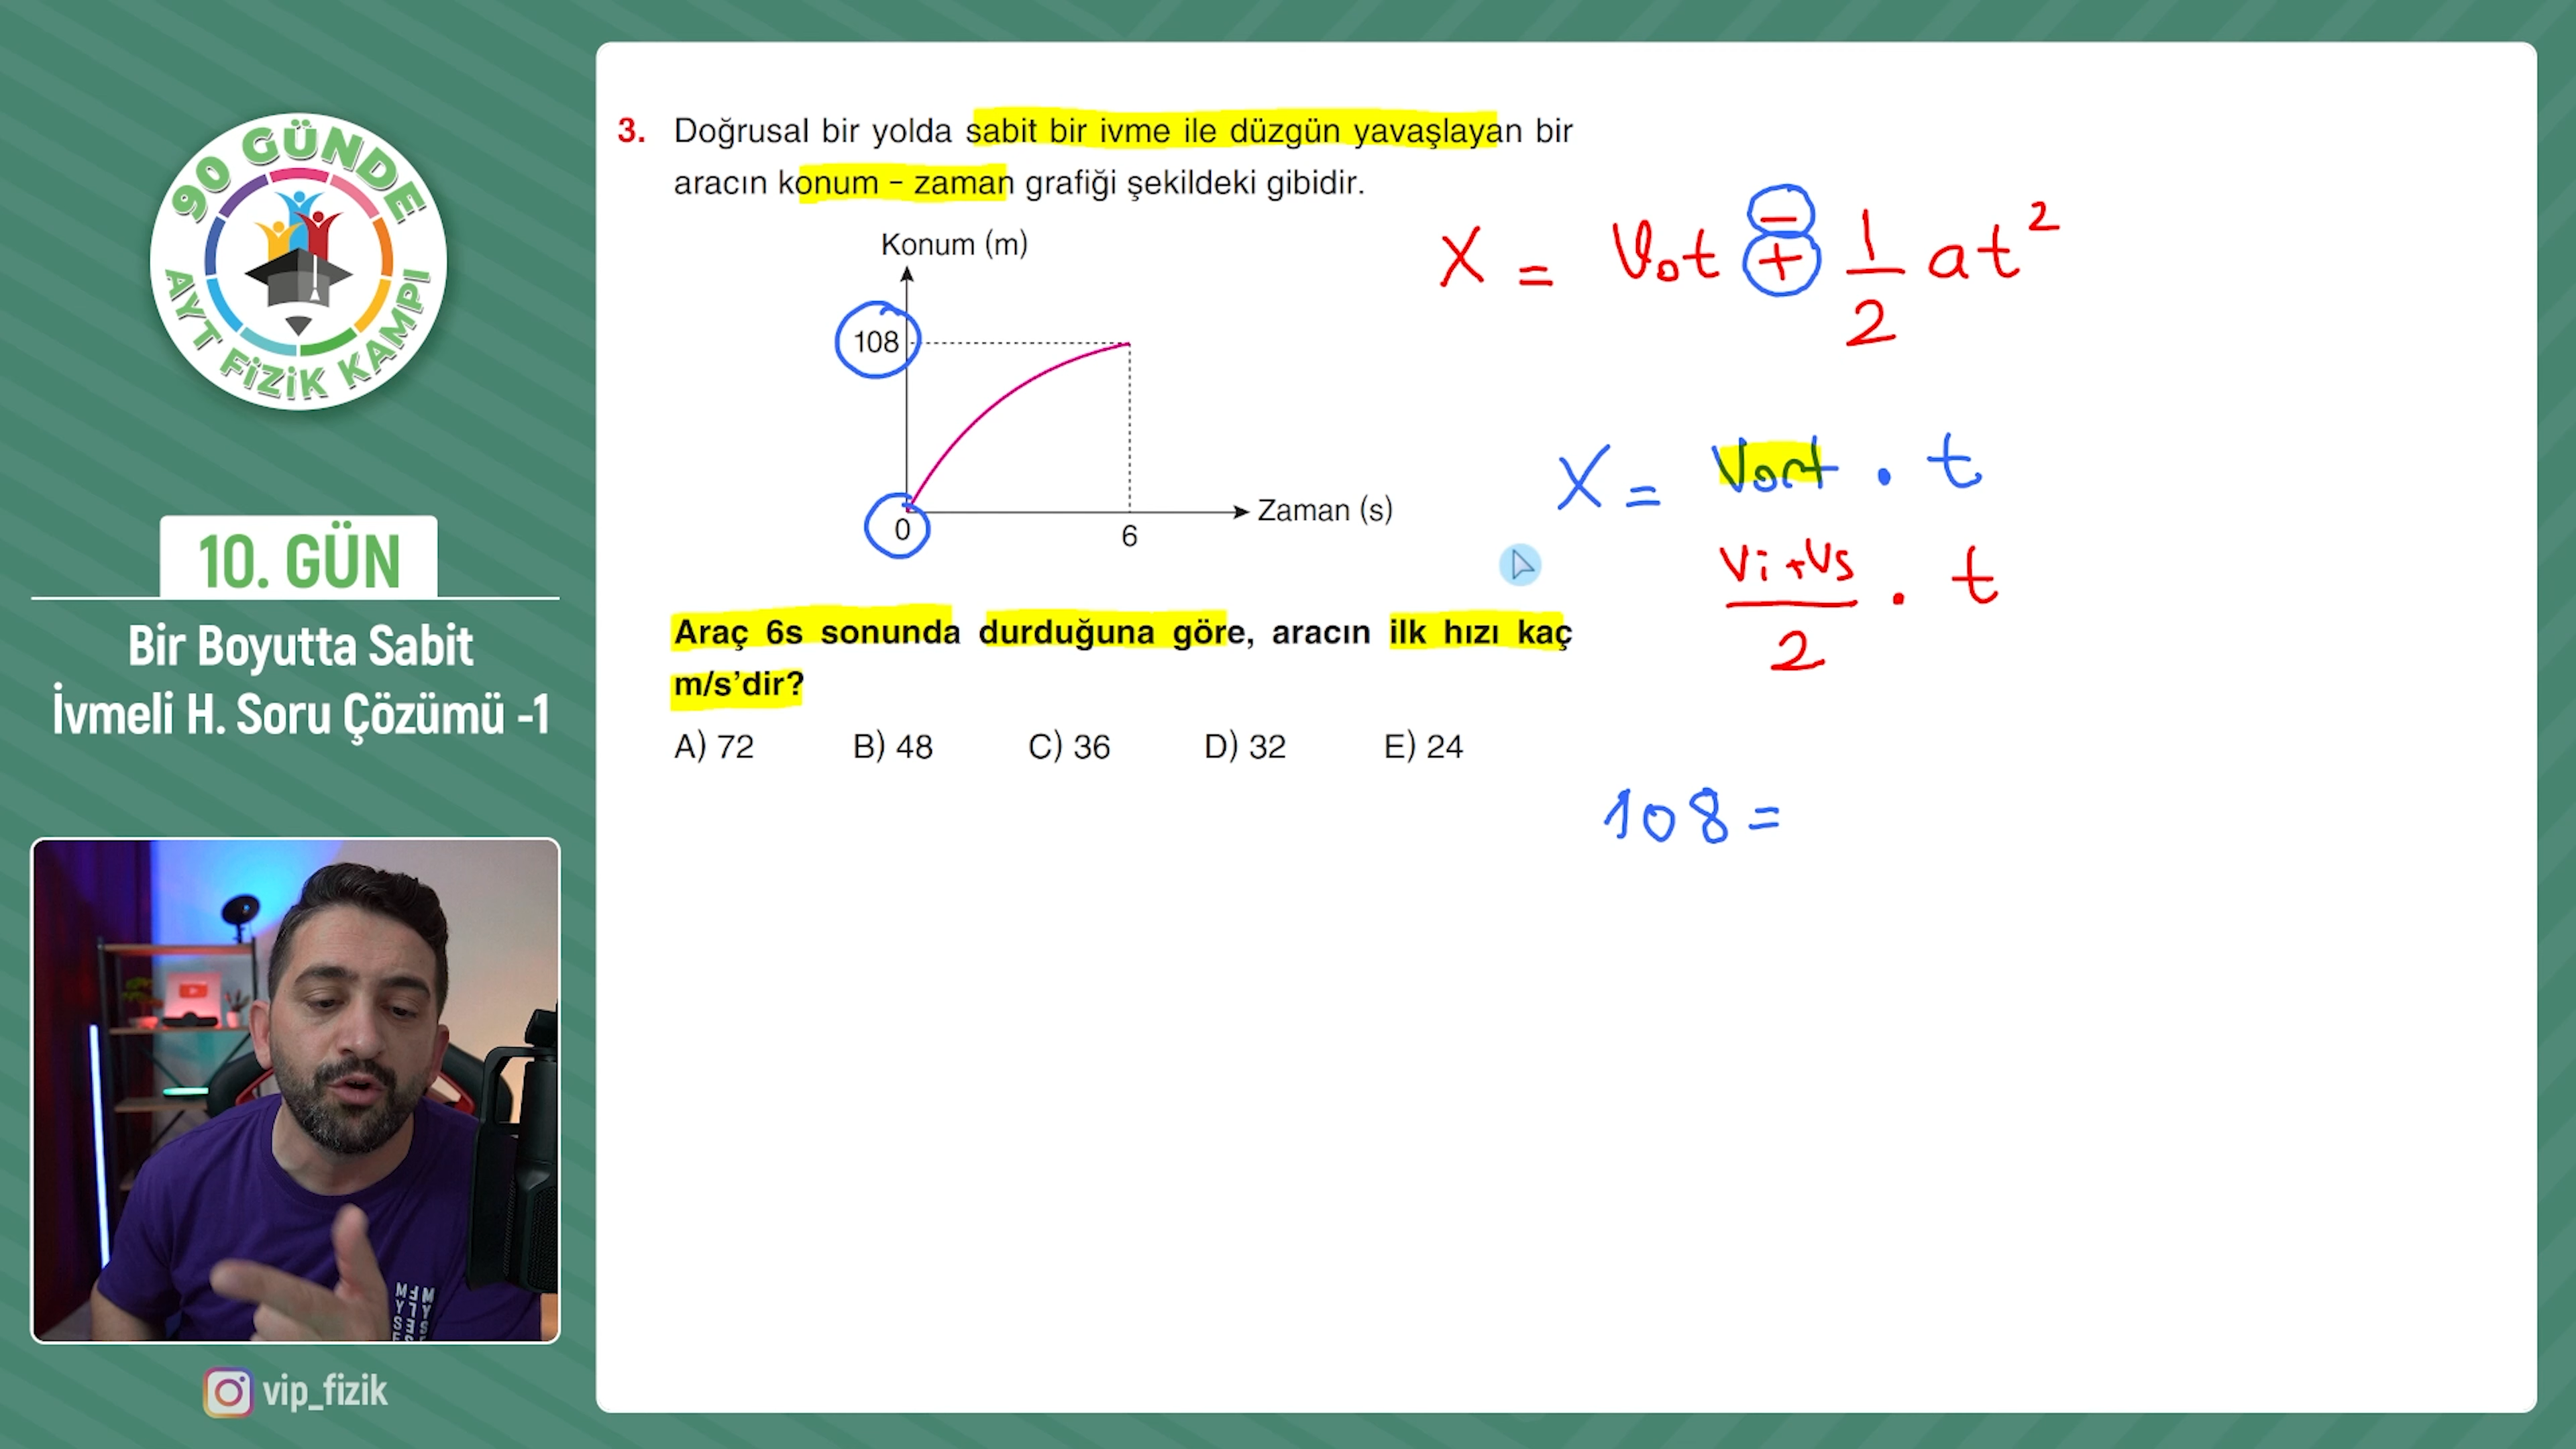 90 GÜNDE
AYT FİZİK KAMPI
10. GÜN
Bir Boyutta Sabit
İvmeli H. Soru Çözümü -1
vip_fizik
3. Doğrusal bir yolda sabit bir ivme ile düzgün yavaşlayan bir
aracın konum – zaman grafiği şekildeki gibidir.
Konum (m)
108
0
6
Zaman (s)
Araç 6s sonunda durduğuna göre, aracın ilk hızı kaç
m/s'dir?
A) 72 B) 48 C) 36 D) 32 E) 24
X = V₀t ∓ 1/2 at²
X = Vort . t
Vi+Vs/2 . t
108 =